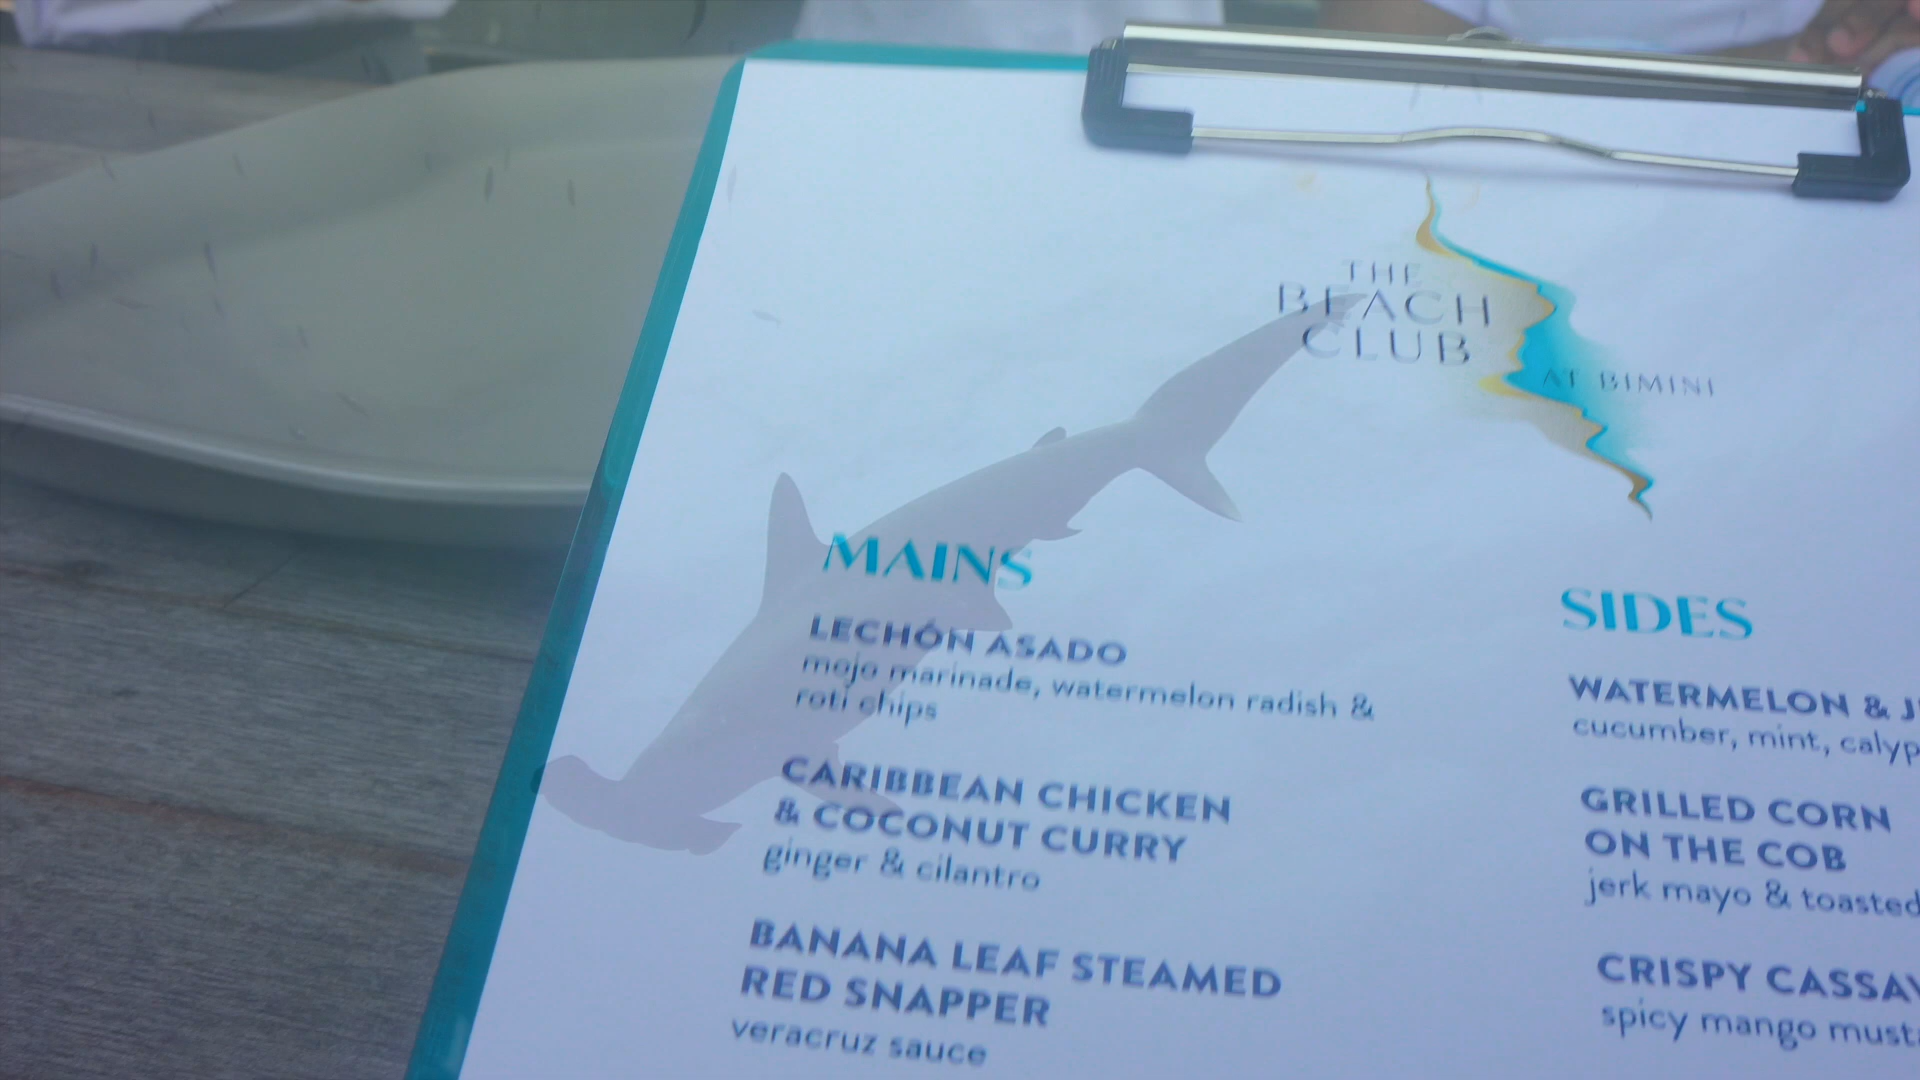 THE
BEACH
CLUB
AT BIMINI
MAINS
LECHÓN ASADO
mojo marinade, watermelon radish &
roti chips
CARIBBEAN CHICKEN
& COCONUT CURRY
ginger & cilantro
BANANA LEAF STEAMED
RED SNAPPER
veracruz sauce
SIDES
WATERMELON &
cucumber, mint,
GRILLED CORN
ON THE COB
jerk mayo & toasted
CRISPY
spicy mango